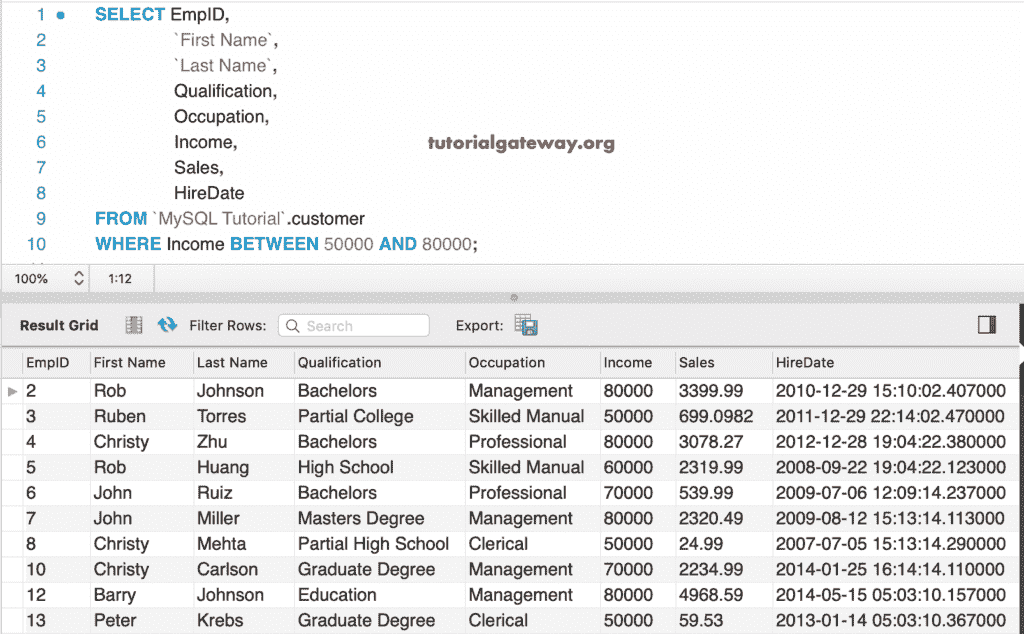 1 SELECT EmpID,
2 `First Name`,
3 `Last Name`,
4 Qualification,
5 Occupation,
6 Income,
7 Sales,
8 HireDate
9 FROM `MySQL Tutorial`.customer
10 WHERE Income BETWEEN 50000 AND 80000;
tutorialgateway.org
100% 1:12
Result Grid Filter Rows: Search Export:
EmpID First Name Last Name Qualification Occupation Income Sales HireDate
2 Rob Johnson Bachelors Management 80000 3399.99 2010-12-29 15:10:02.407000
3 Ruben Torres Partial College Skilled Manual 50000 699.0982 2011-12-29 22:14:02.470000
4 Christy Zhu Bachelors Professional 80000 3078.27 2012-12-28 19:04:22.380000
5 Rob Huang High School Skilled Manual 60000 2319.99 2008-09-22 19:04:22.123000
6 John Ruiz Bachelors Professional 70000 539.99 2009-07-06 12:09:14.237000
7 John Miller Masters Degree Management 80000 2320.49 2009-08-12 15:13:14.113000
8 Christy Mehta Partial High School Clerical 50000 24.99 2007-07-05 15:13:14.290000
10 Christy Carlson Graduate Degree Management 70000 2234.99 2014-01-25 16:14:14.110000
12 Barry Johnson Education Management 80000 4968.59 2014-05-15 05:03:10.157000
13 Peter Krebs Graduate Degree Clerical 50000 59.53 2013-01-14 05:03:10.367000